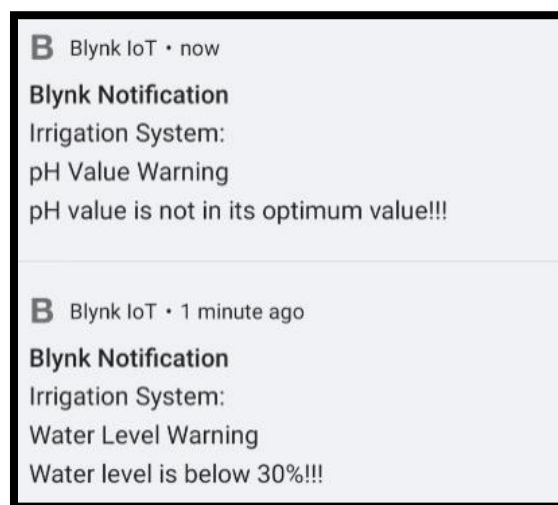 B Blynk IoT • now
Blynk Notification
Irrigation System:
pH Value Warning
pH value is not in its optimum value!!!
B Blynk IoT • 1 minute ago
Blynk Notification
Irrigation System:
Water Level Warning
Water level is below 30%!!!